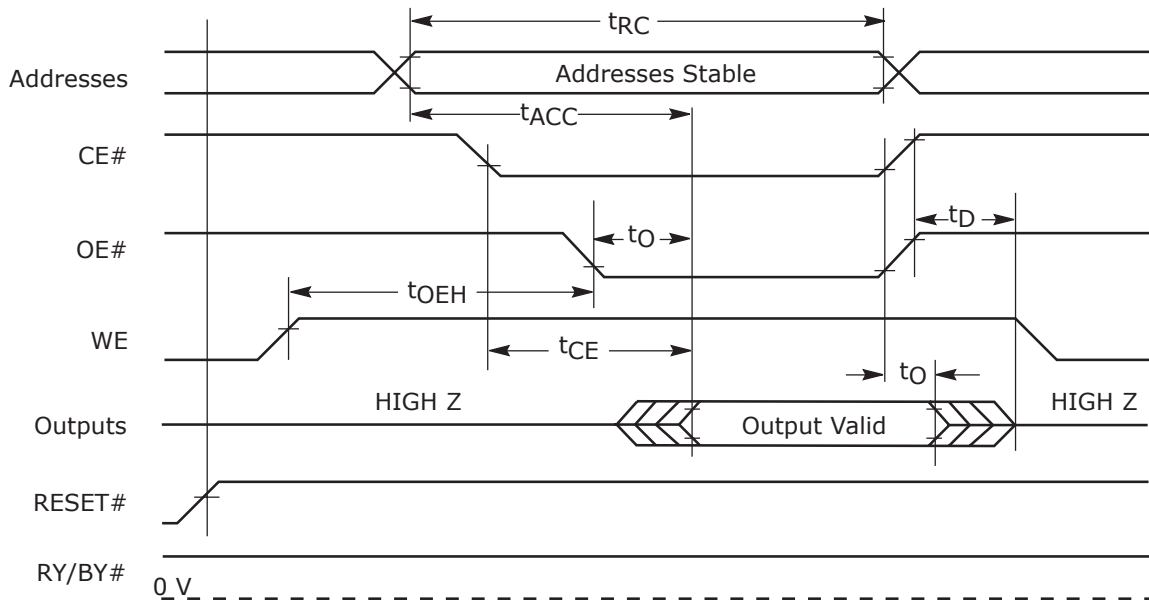 tRC
Addresses
Addresses Stable
tACC
CE#
tD
OE#
tO
tOEH
WE
tCE
tO
HIGH Z
HIGH Z
Outputs
Output Valid
RESET#
RY/BY#
0 V